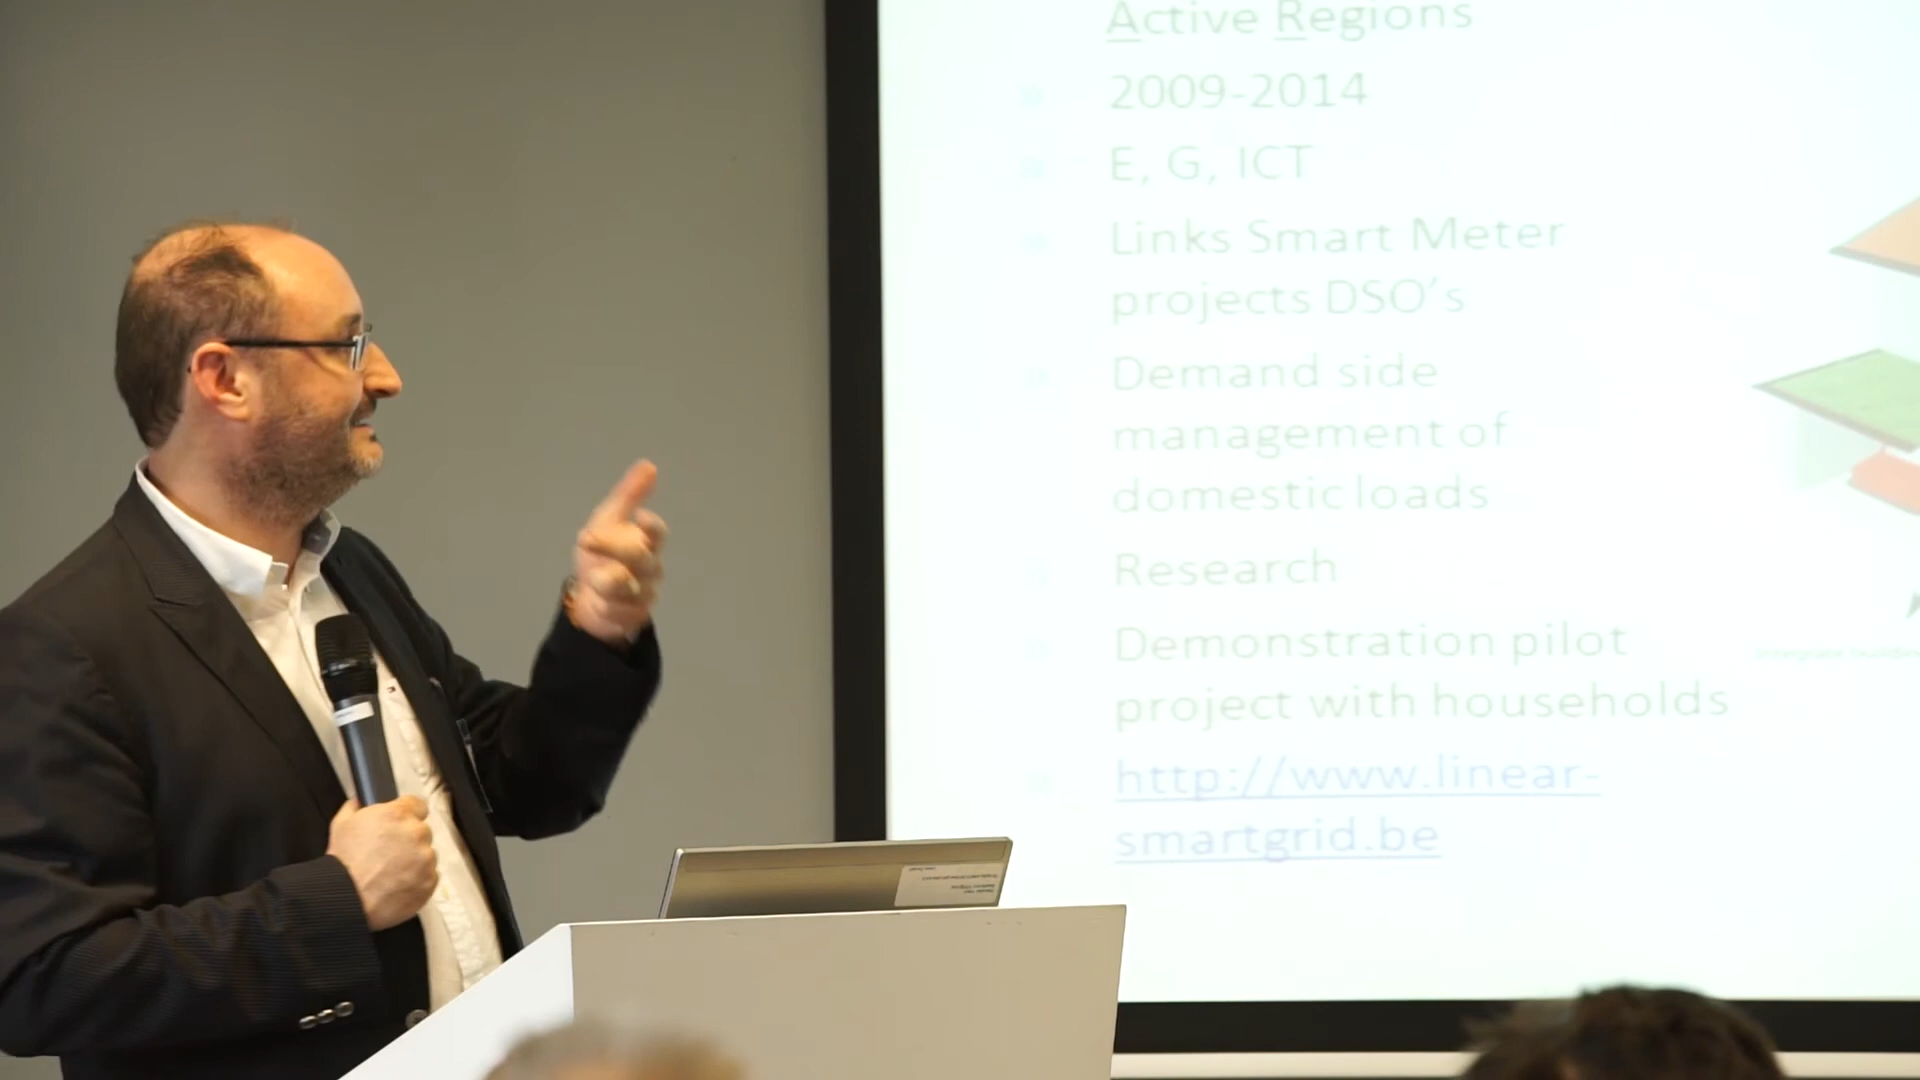 Active Regions
2009-2014
E, G, ICT
Links Smart Meter
projects DSO's
Demand side
management of
domestic loads
Research
Demonstration pilot
project with households
http://www.linear-
smartgrid.be